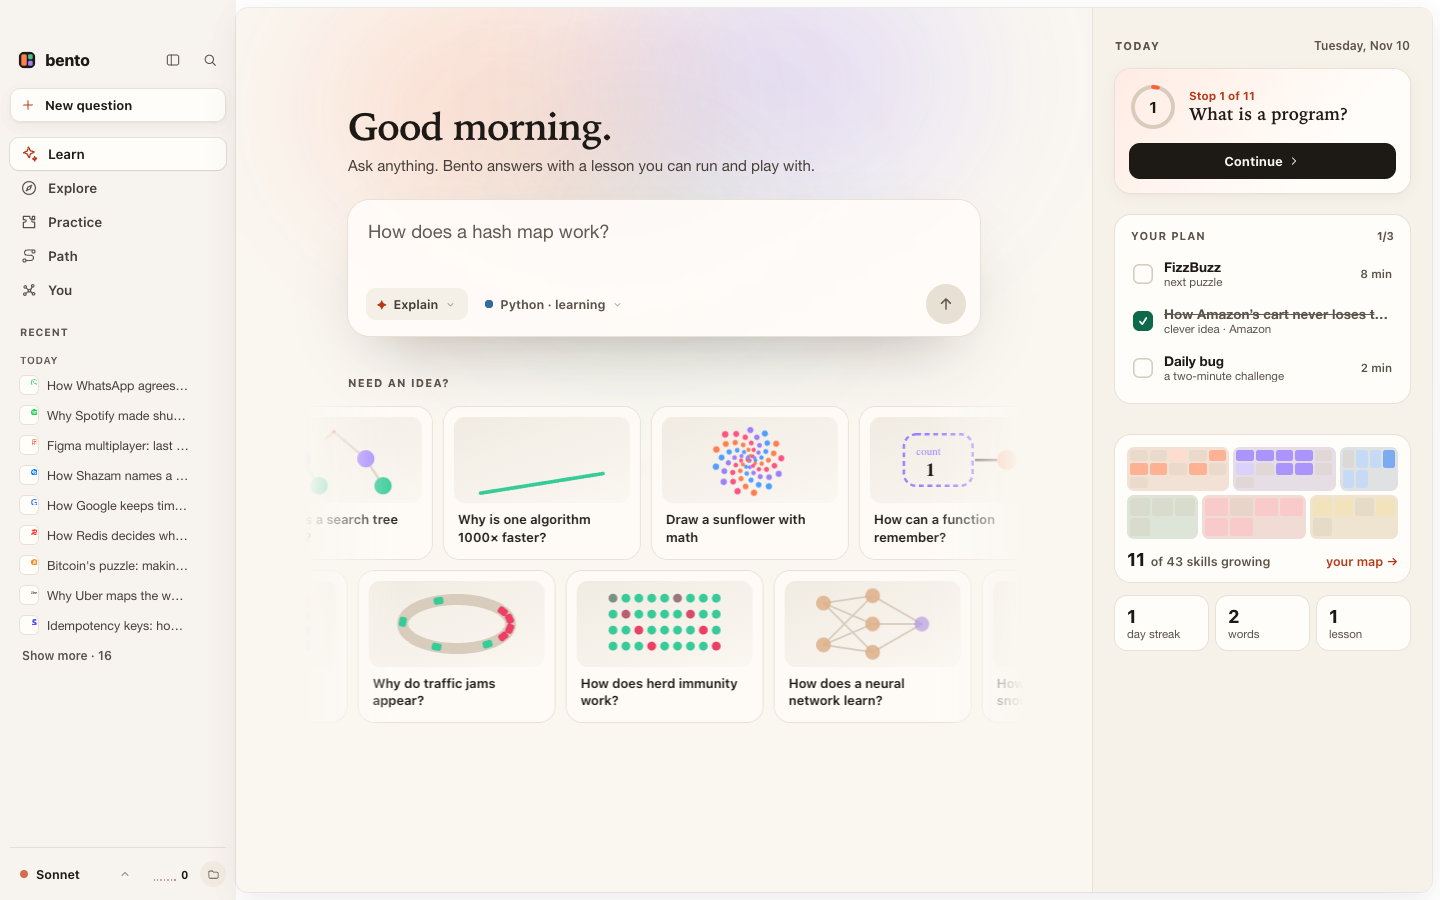 bento
New question
Learn
Explore
Practice
Path
You
RECENT
TODAY
How WhatsApp agrees...
Why Spotify made shu...
Figma multiplayer: last ...
How Shazam names a ...
How Google keeps tim...
How Redis decides wh...
Bitcoin's puzzle: makin...
Why Uber maps the w...
Idempotency keys: ho...
Show more · 16
Sonnet
0
Good morning.
Ask anything. Bento answers with a lesson you can run and play with.
How does a hash map work?
Explain
Python · learning
NEED AN IDEA?
s a search tree
?
Why is one algorithm
1000× faster?
Draw a sunflower with
math
count
1
How can a function
remember?
Why do traffic jams
appear?
How does herd immunity
work?
How does a neural
network learn?
How
sno
TODAY
Tuesday, Nov 10
1
Stop 1 of 11
What is a program?
Continue
YOUR PLAN
1/3
FizzBuzz
next puzzle
8 min
How Amazon's cart never loses t...
clever idea · Amazon
Daily bug
a two-minute challenge
2 min
11 of 43 skills growing
your map →
1
day streak
2
words
1
lesson